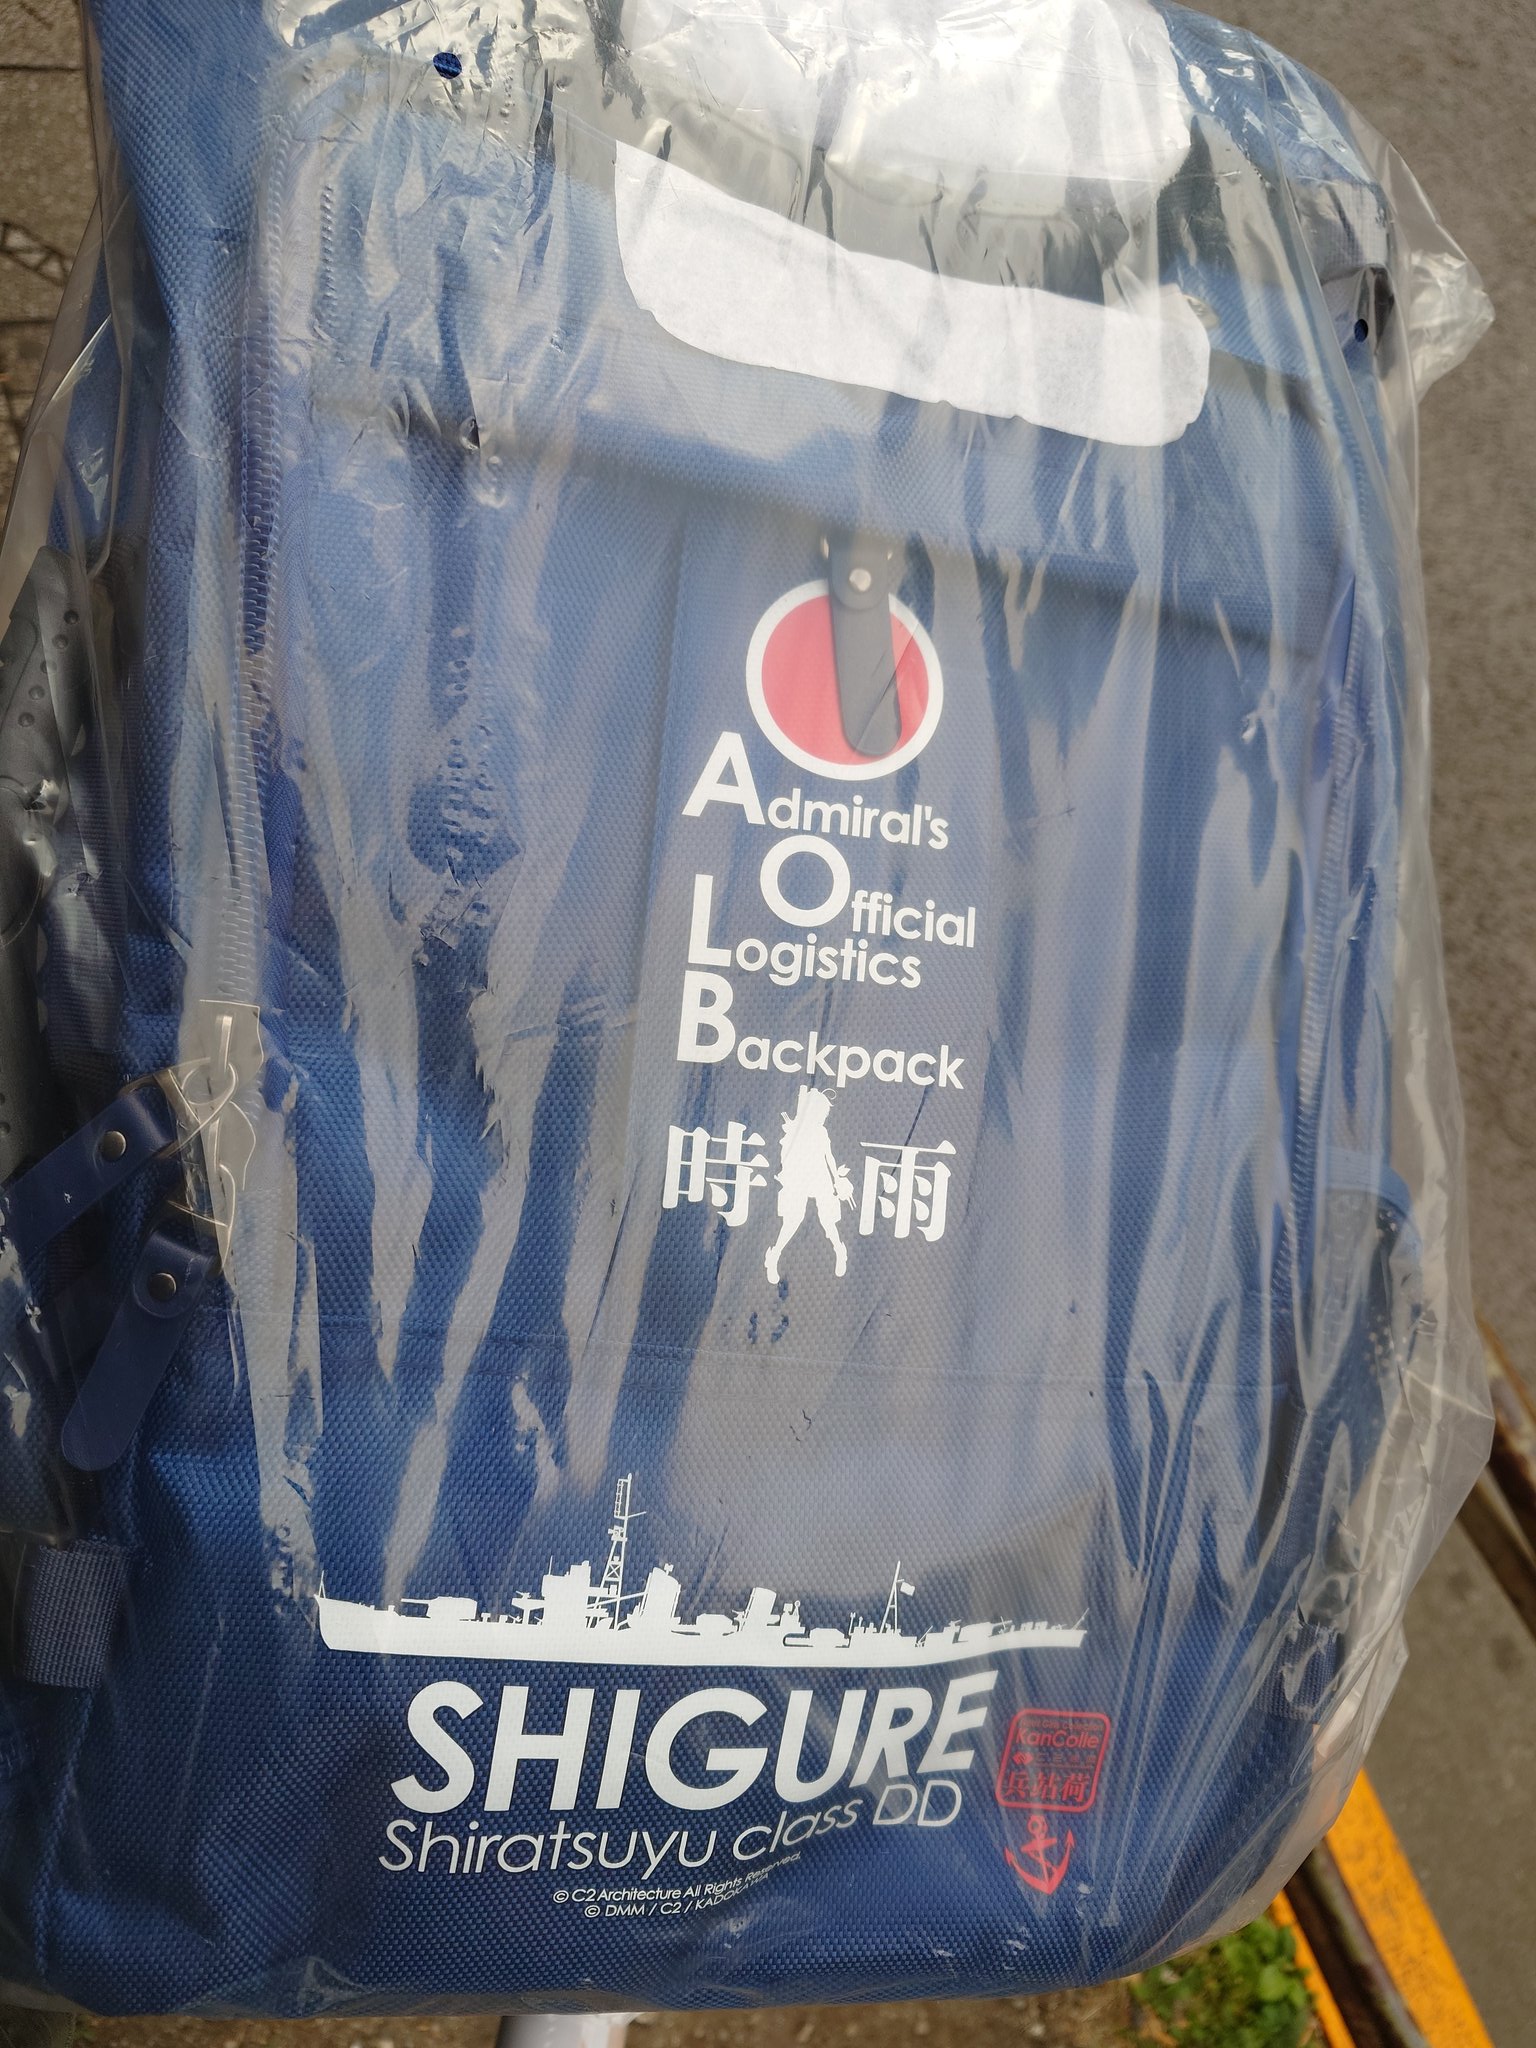 Admiral's
Official
Logistics
Backpack
時雨
SHIGURE
Shiratsuyu class DD
© C2 Architecture All Rights Reserved.
© DMM / C2 / KADOKAWA
KanColle
兵站荷